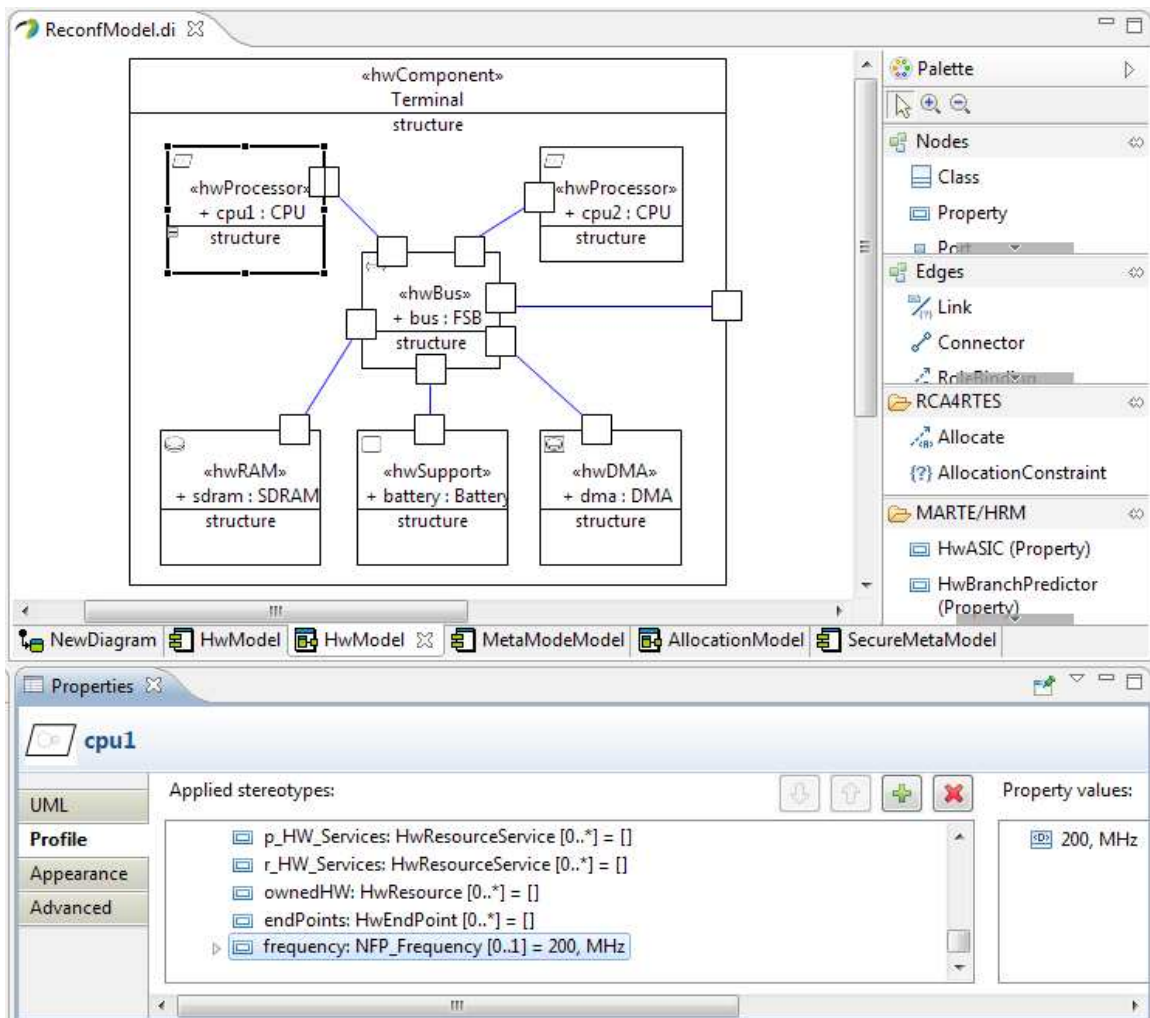 ReconfModel.di
«hwComponent»
Terminal
structure
«hwProcessor»
+ cpu1 : CPU
structure
«hwProcessor»
+ cpu2 : CPU
structure
«hwBus»
+ bus : FSB
structure
«hwRAM»
+ sdram : SDRAM
structure
«hwSupport»
+ battery : Battery
structure
«hwDMA»
+ dma : DMA
structure
Palette
Nodes
Class
Property
Port
Edges
Link
Connector
RoleBinding
RCA4RTES
Allocate
{?} AllocationConstraint
MARTE/HRM
HwASIC (Property)
HwBranchPredictor
(Property)
NewDiagram HwModel HwModel MetaModeModel AllocationModel SecureMetaModel
Properties
cpu1
UML
Profile
Appearance
Advanced
Applied stereotypes:
p_HW_Services: HwResourceService [0..*] = []
r_HW_Services: HwResourceService [0..*] = []
ownedHW: HwResource [0..*] = []
endPoints: HwEndPoint [0..*] = []
frequency: NFP_Frequency [0..1] = 200, MHz
Property values:
200, MHz